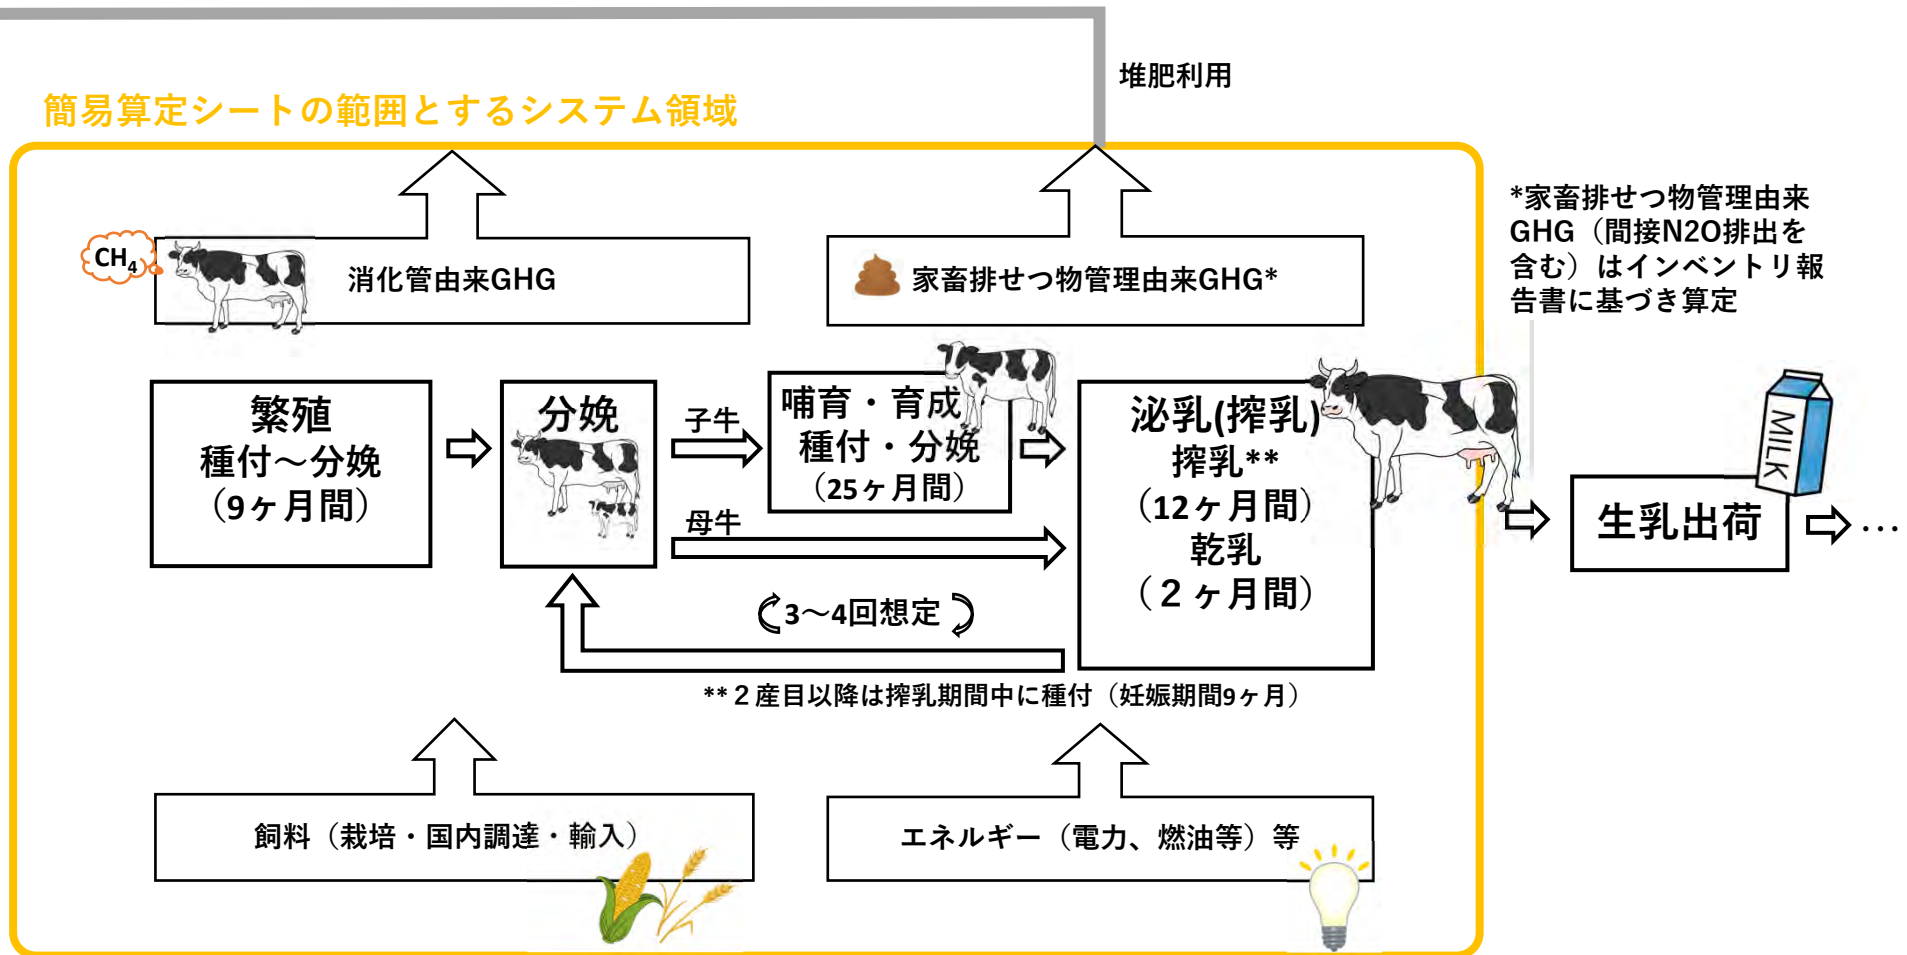 堆肥利用
簡易算定シートの範囲とするシステム領域
*家畜排せつ物管理由来
GHG（間接N2O排出を
含む）はインベントリ報
告書に基づき算定
CH4
消化管由来GHG
家畜排せつ物管理由来GHG*
繁殖
種付～分娩
（9ヶ月間）
分娩
子牛
母牛
哺育・育成
種付・分娩
（25ヶ月間）
泌乳(搾乳)
搾乳**
（12ヶ月間）
乾乳
（２ヶ月間）
MILK
生乳出荷
…
3～4回想定
**２産目以降は搾乳期間中に種付（妊娠期間9ヶ月）
飼料（栽培・国内調達・輸入）
エネルギー（電力、燃油等）等